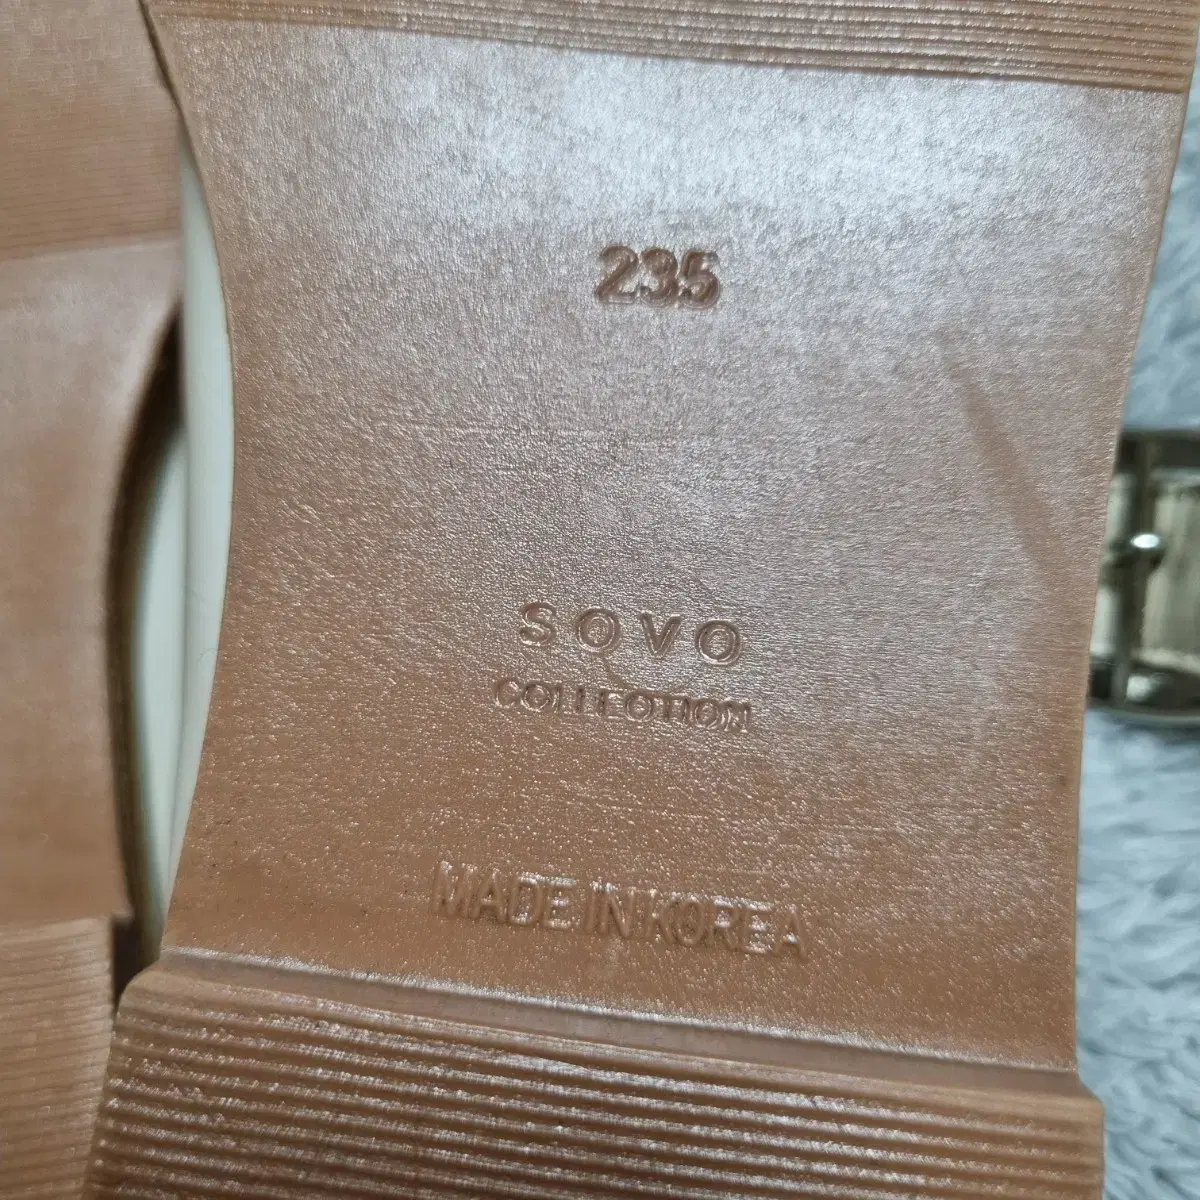 235
SOVO
COLLECTION
MADE IN KOREA